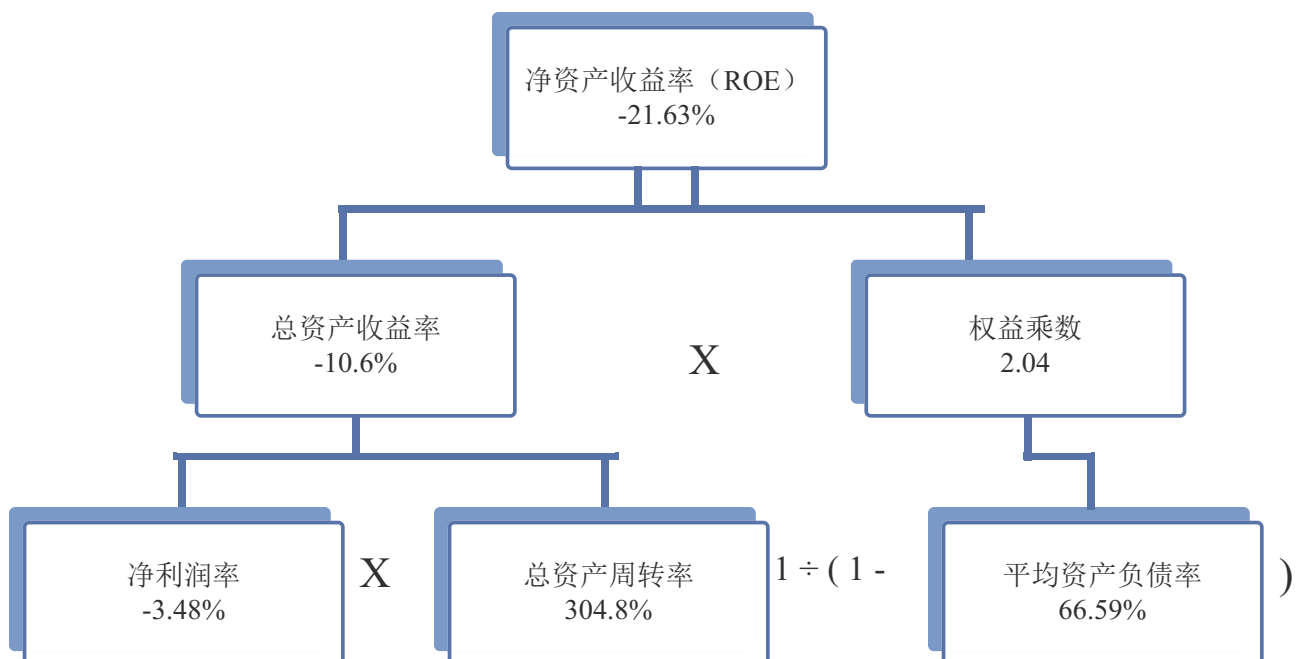 净资产收益率（ROE）
-21.63%
总资产收益率
-10.6%
X
权益乘数
2.04
净利润率
-3.48%
X
总资产周转率
304.8%
1 ÷ ( 1 -
平均资产负债率
66.59%
)